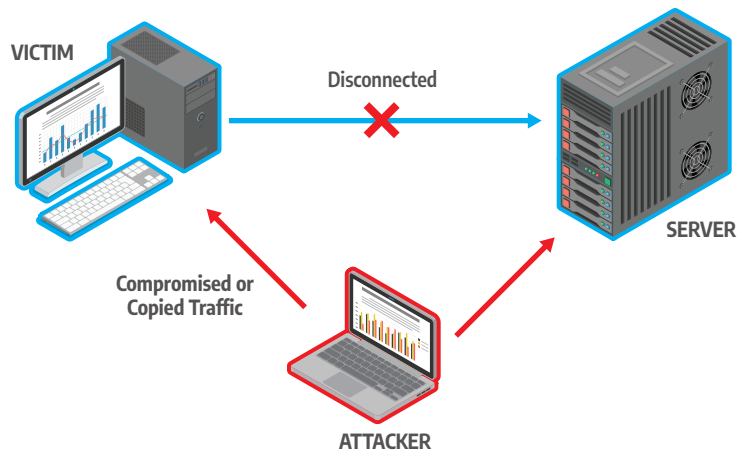 VICTIM
Disconnected
SERVER
Compromised or
Copied Traffic
ATTACKER